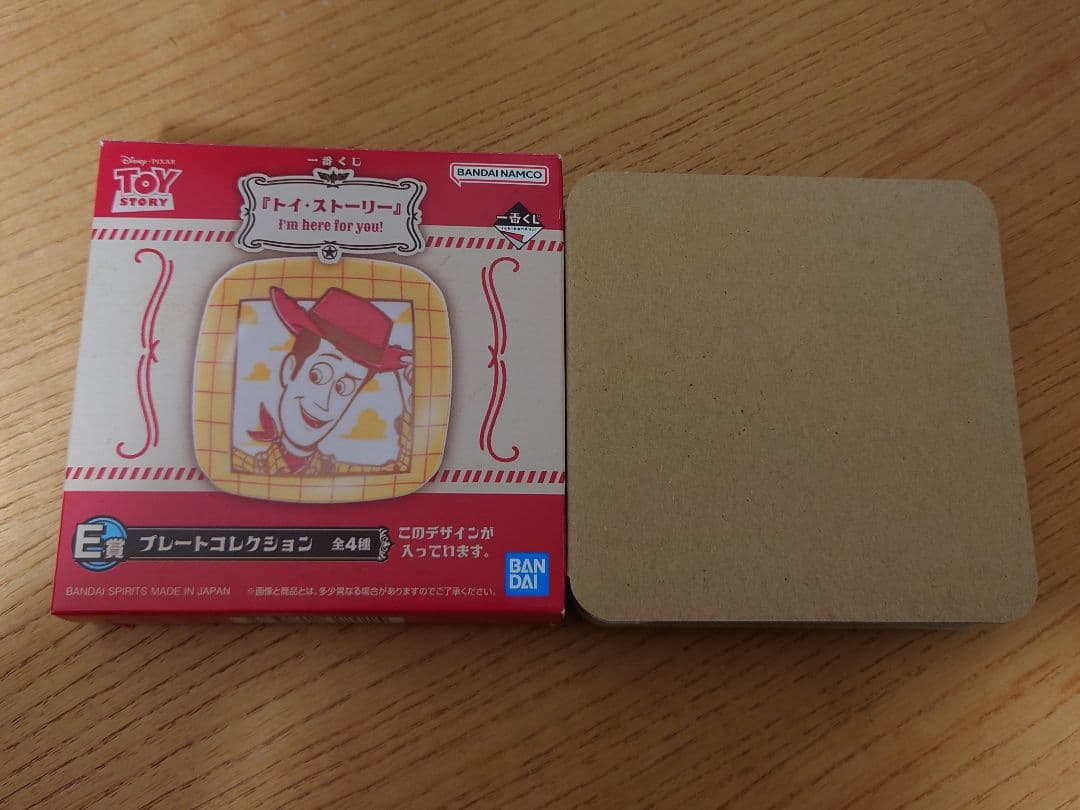 Disney・PIXAR
TOY
STORY
一番くじ
『トイ・ストーリー』
I'm here for you!
BANDAI NAMCO
一番くじ
E賞
プレートコレクション 全4種
このデザインが
入っています。
BAN
DAI
BANDAI SPIRITS MADE IN JAPAN ※画像と商品とは、多少異なる場合がありますのでご了承ください。